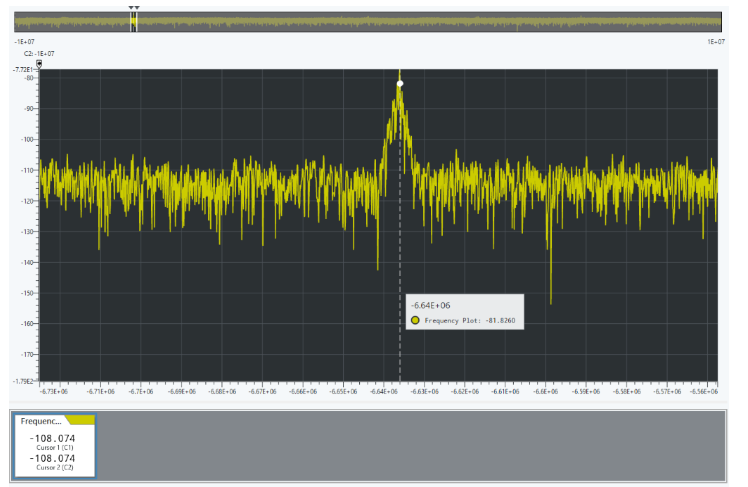 -1E+07 1E+07
C2: -1E+07
-7.72E1
-80
-90
-100
-110
-120
-130
-140
-150
-160
-170
-1.79E2
-6.64E+06
Frequency Plot: -81.8260
-6.73E+06 -6.71E+06 -6.7E+06 -6.69E+06 -6.68E+06 -6.67E+06 -6.66E+06 -6.65E+06 -6.64E+06 -6.63E+06 -6.62E+06 -6.61E+06 -6.6E+06 -6.59E+06 -6.58E+06 -6.57E+06 -6.56E+06
Frequenc...
-108.074
Cursor 1 (C1)
-108.074
Cursor 2 (C2)